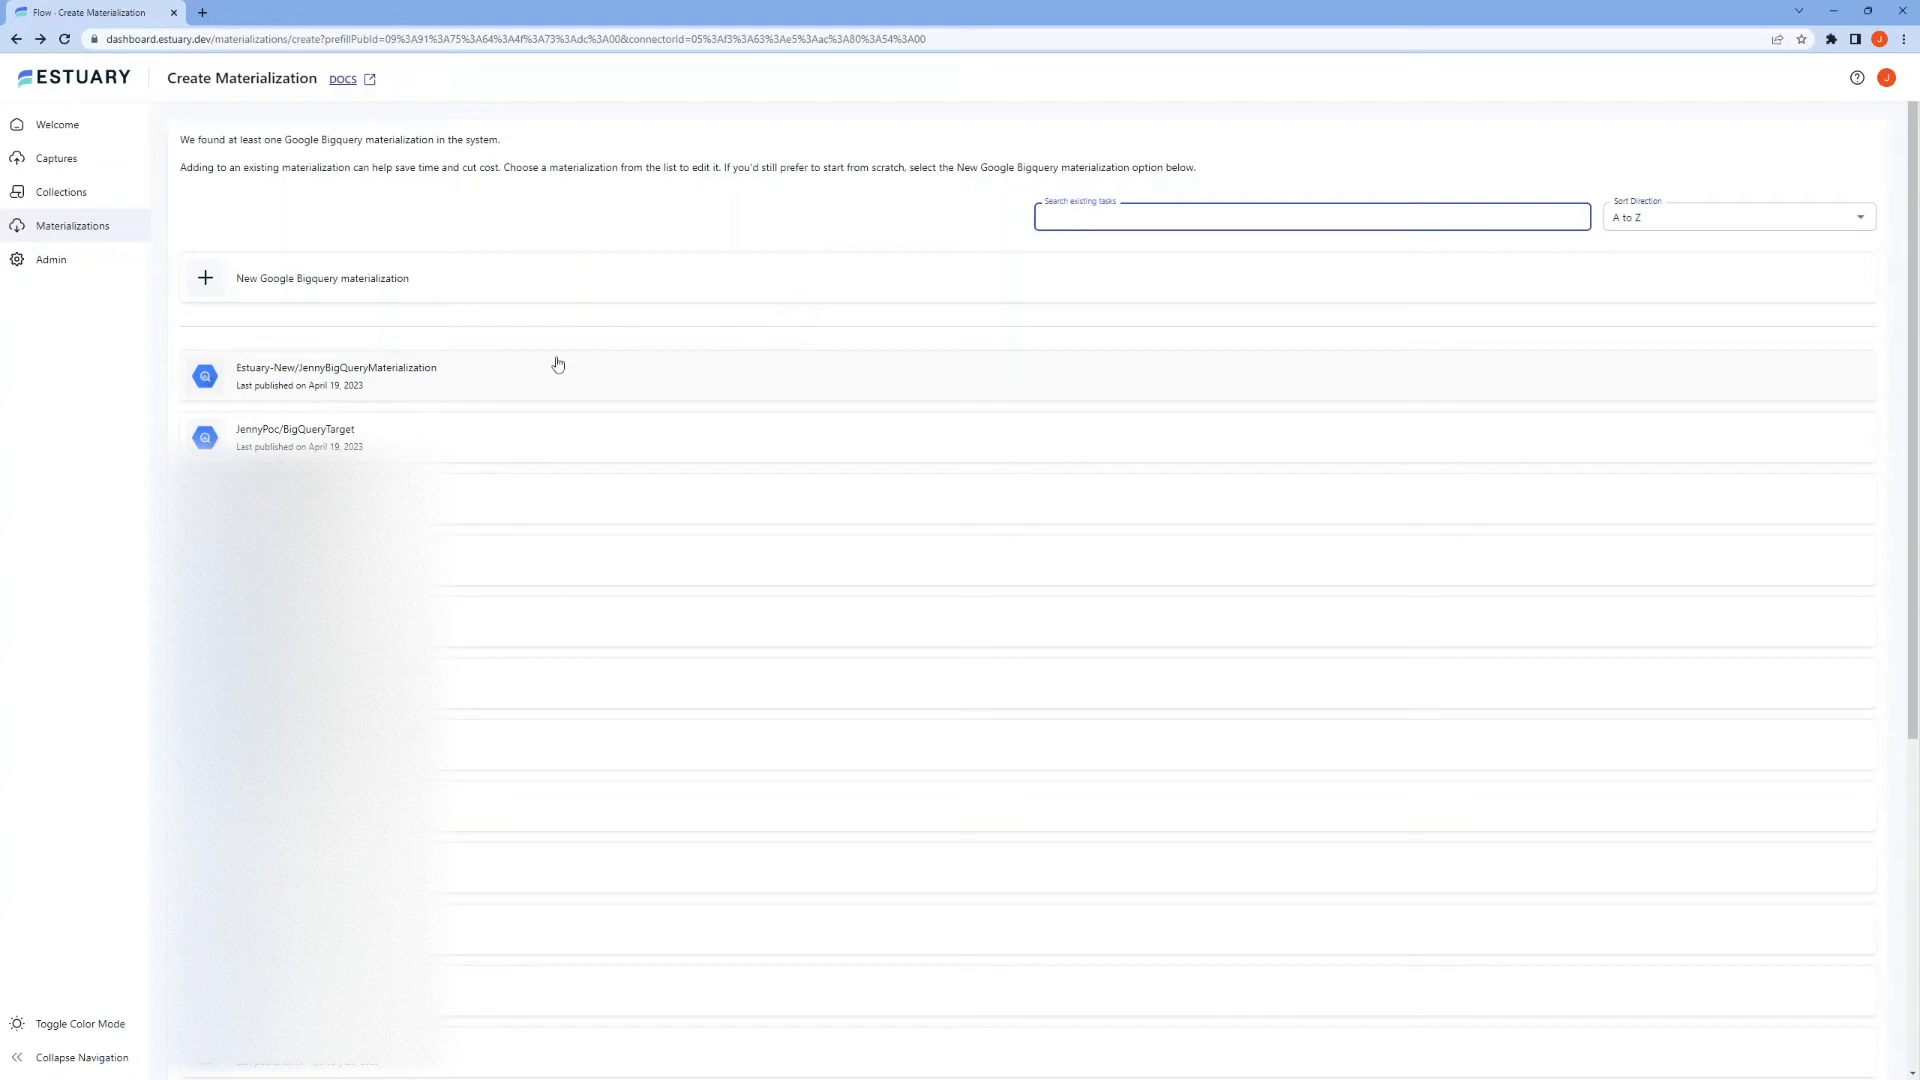 Flow - Create Materialization
dashboard.estuary.dev/materializations/create?prefillPubId=09%3A91%3A75%3A64%3A4f%3A73%3Adc%3A00&connectorId=05%3Af3%3A63%3Ae5%3Aac%3A80%3A54%3A00
J
ESTUARY
Create Materialization DOCS
J
Welcome
Captures
Collections
Materializations
Admin
We found at least one Google Bigquery materialization in the system.
Adding to an existing materialization can help save time and cut cost. Choose a materialization from the list to edit it. If you'd still prefer to start from scratch, select the New Google Bigquery materialization option below.
Search existing tasks
Sort Direction
A to Z
New Google Bigquery materialization
Estuary-New/JennyBigQueryMaterialization
Last published on April 19, 2023
JennyPoc/BigQueryTarget
Last published on April 19, 2023
Toggle Color Mode
Collapse Navigation